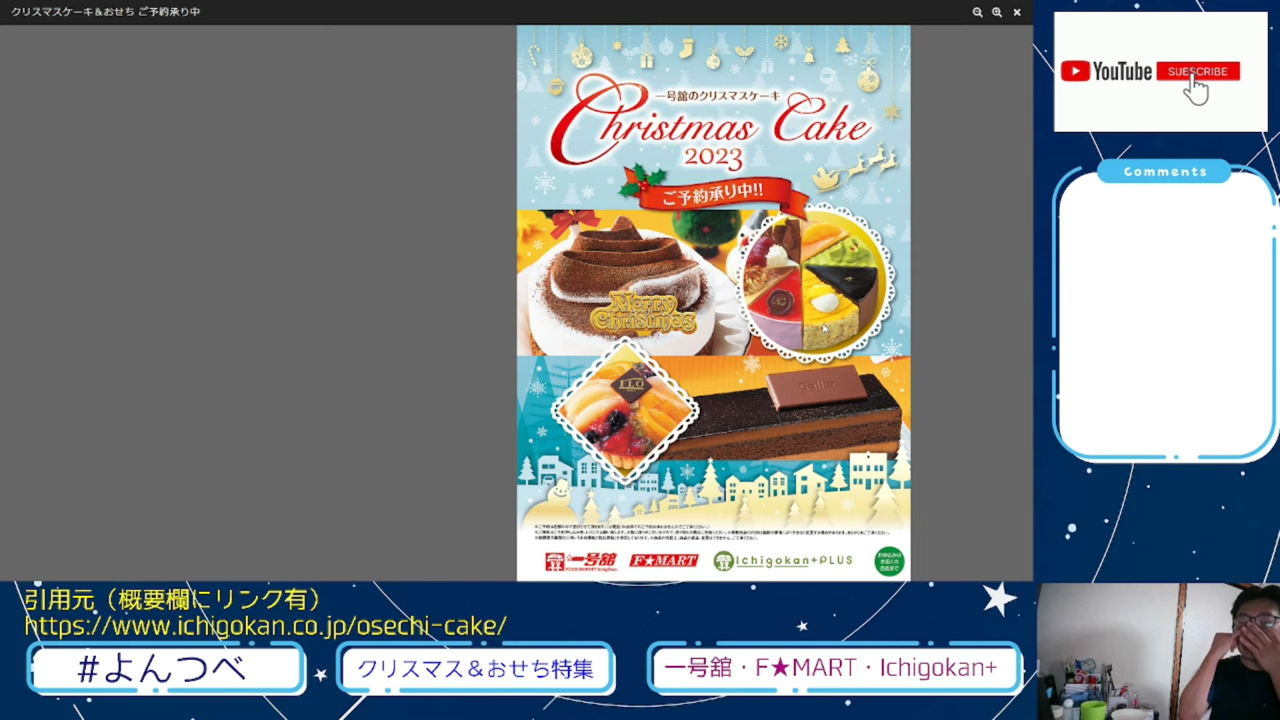 クリスマスケーキ＆おせち ご予約承り中
一号舘のクリスマスケーキ
Christmas Cake
2023
ご予約承り中!!
Merry
Christmas
Galler
一号舘
F★MART
Ichigokan+PLUS
YouTube
SUBSCRIBE
Comments
引用元（概要欄にリンク有）
https://www.ichigokan.co.jp/osechi-cake/
#よんつべ
クリスマス＆おせち特集
一号舘・F★MART・Ichigokan+